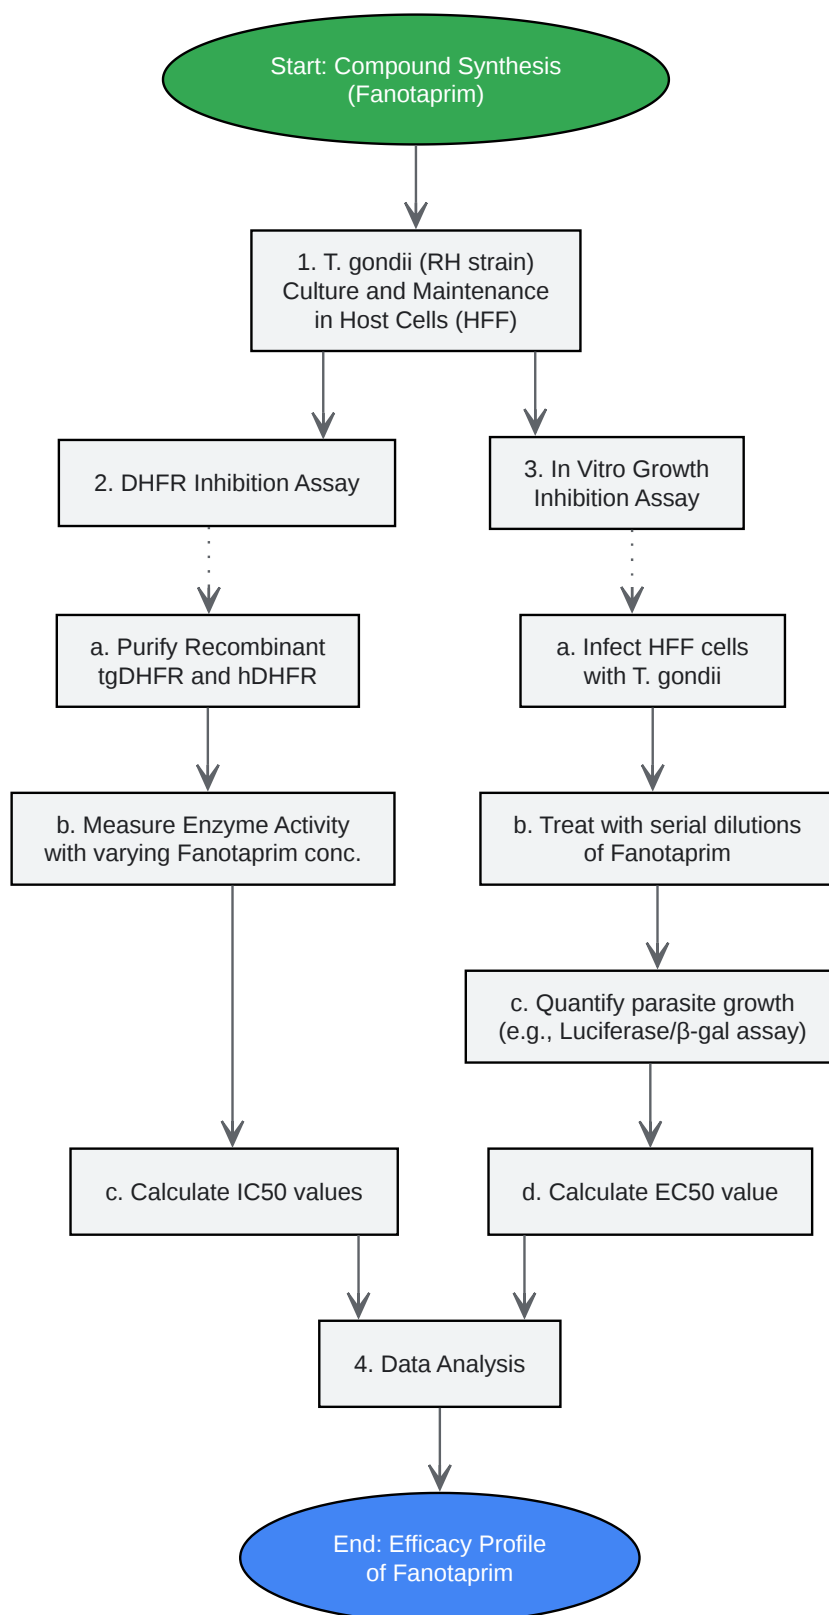 Start: Compound Synthesis
(Fanotaprim)
1. T. gondii (RH strain)
Culture and Maintenance
in Host Cells (HFF)
2. DHFR Inhibition Assay
3. In Vitro Growth
Inhibition Assay
a. Purify Recombinant
tgDHFR and hDHFR
a. Infect HFF cells
with T. gondii
b. Measure Enzyme Activity
with varying Fanotaprim conc.
b. Treat with serial dilutions
of Fanotaprim
c. Quantify parasite growth
(e.g., Luciferase/β-gal assay)
c. Calculate IC50 values
d. Calculate EC50 value
4. Data Analysis
End: Efficacy Profile
of Fanotaprim